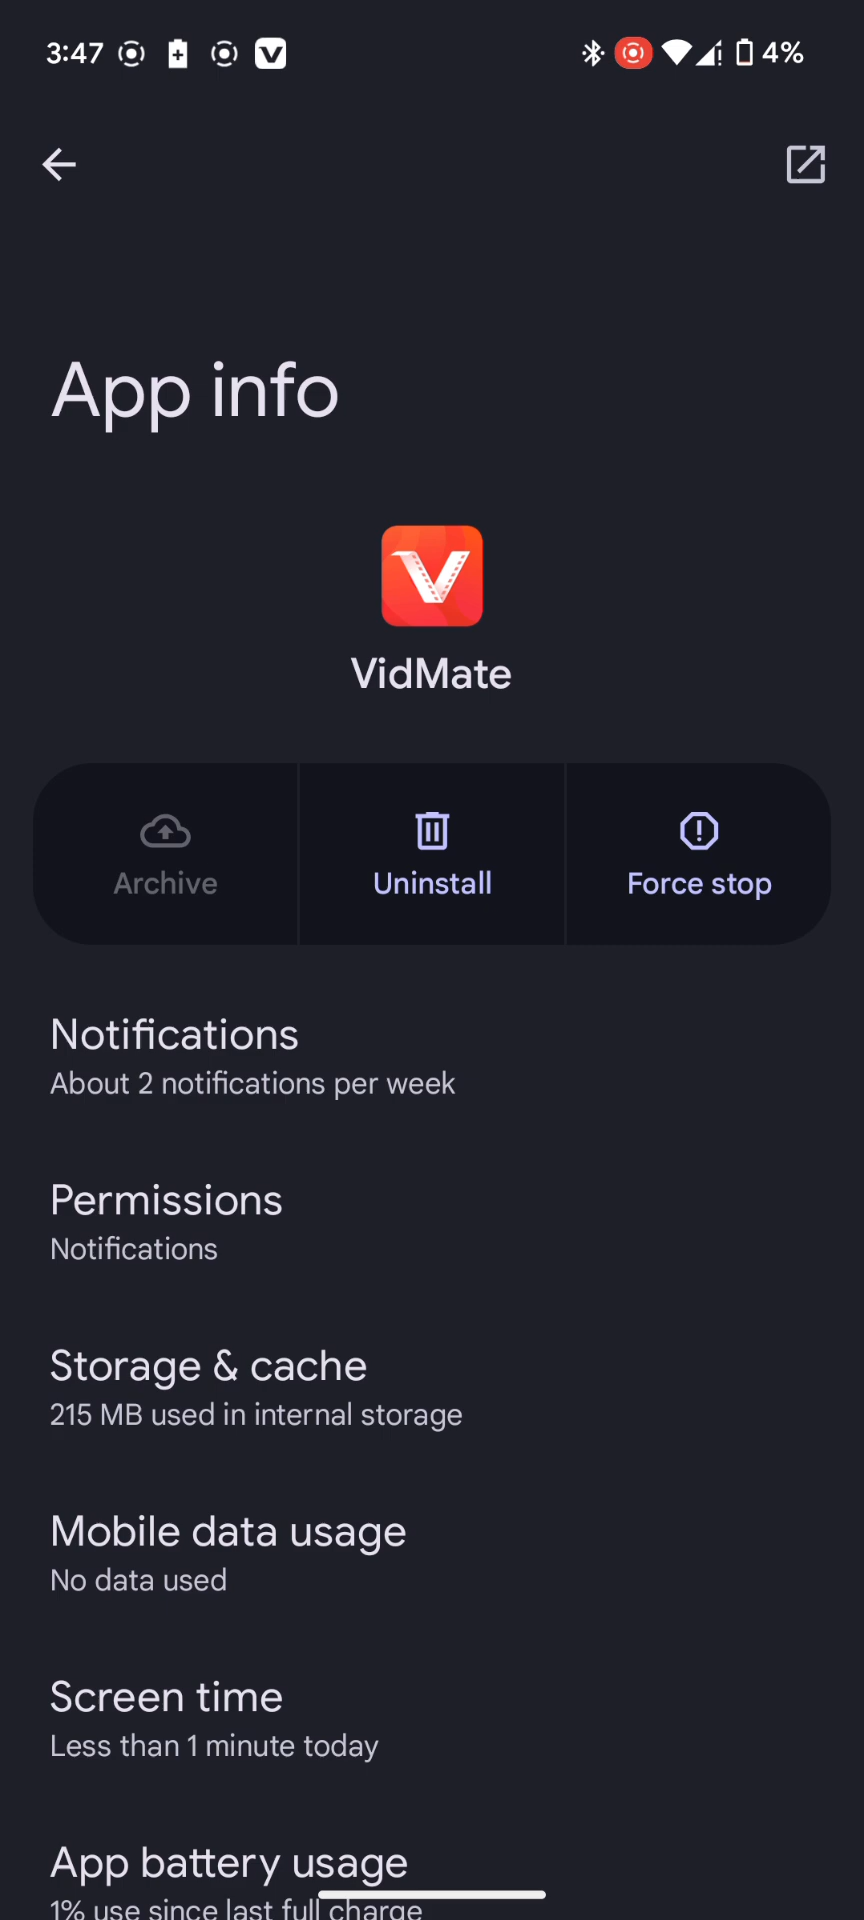 3:47
4%
App info
VidMate
Archive
Uninstall
Force stop
Notifications
About 2 notifications per week
Permissions
Notifications
Storage & cache
215 MB used in internal storage
Mobile data usage
No data used
Screen time
Less than 1 minute today
App battery usage
1% use since last full charge